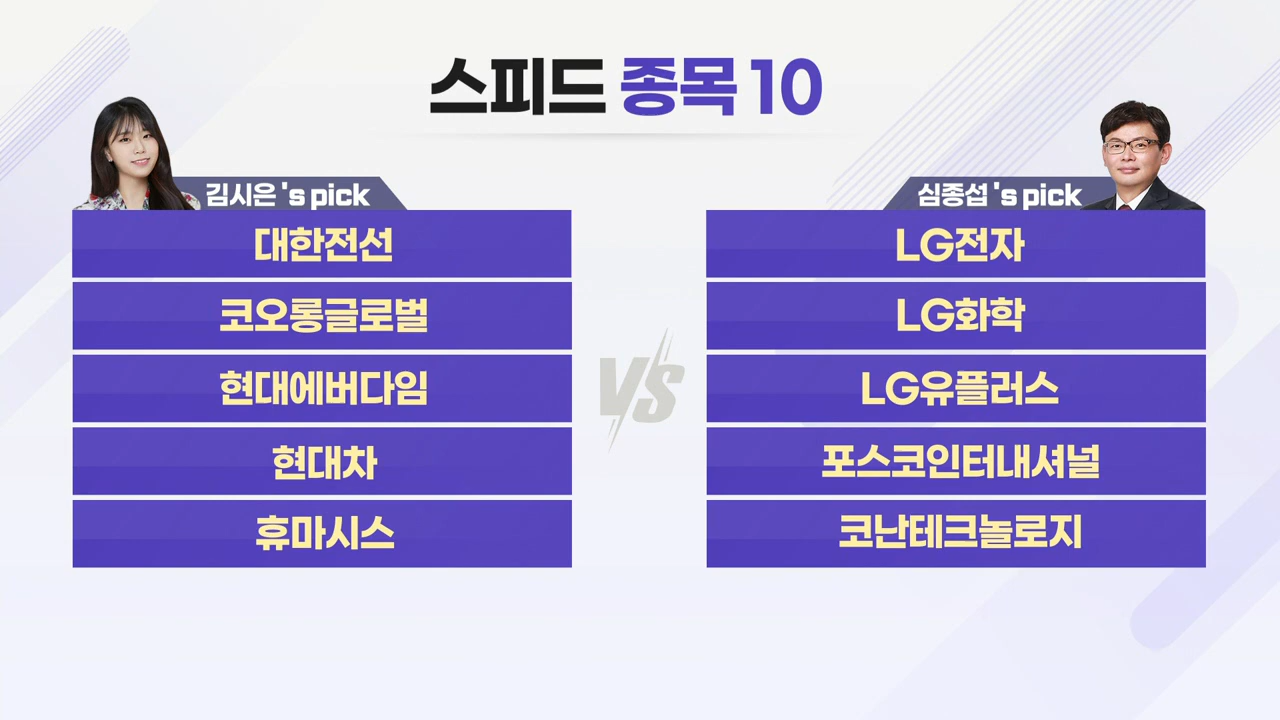 스피드 종목 10
김시은 's pick
대한전선
코오롱글로벌
현대에버다임
현대차
휴마시스
VS
심종섭 's pick
LG전자
LG화학
LG유플러스
포스코인터내셔널
코난테크놀로지